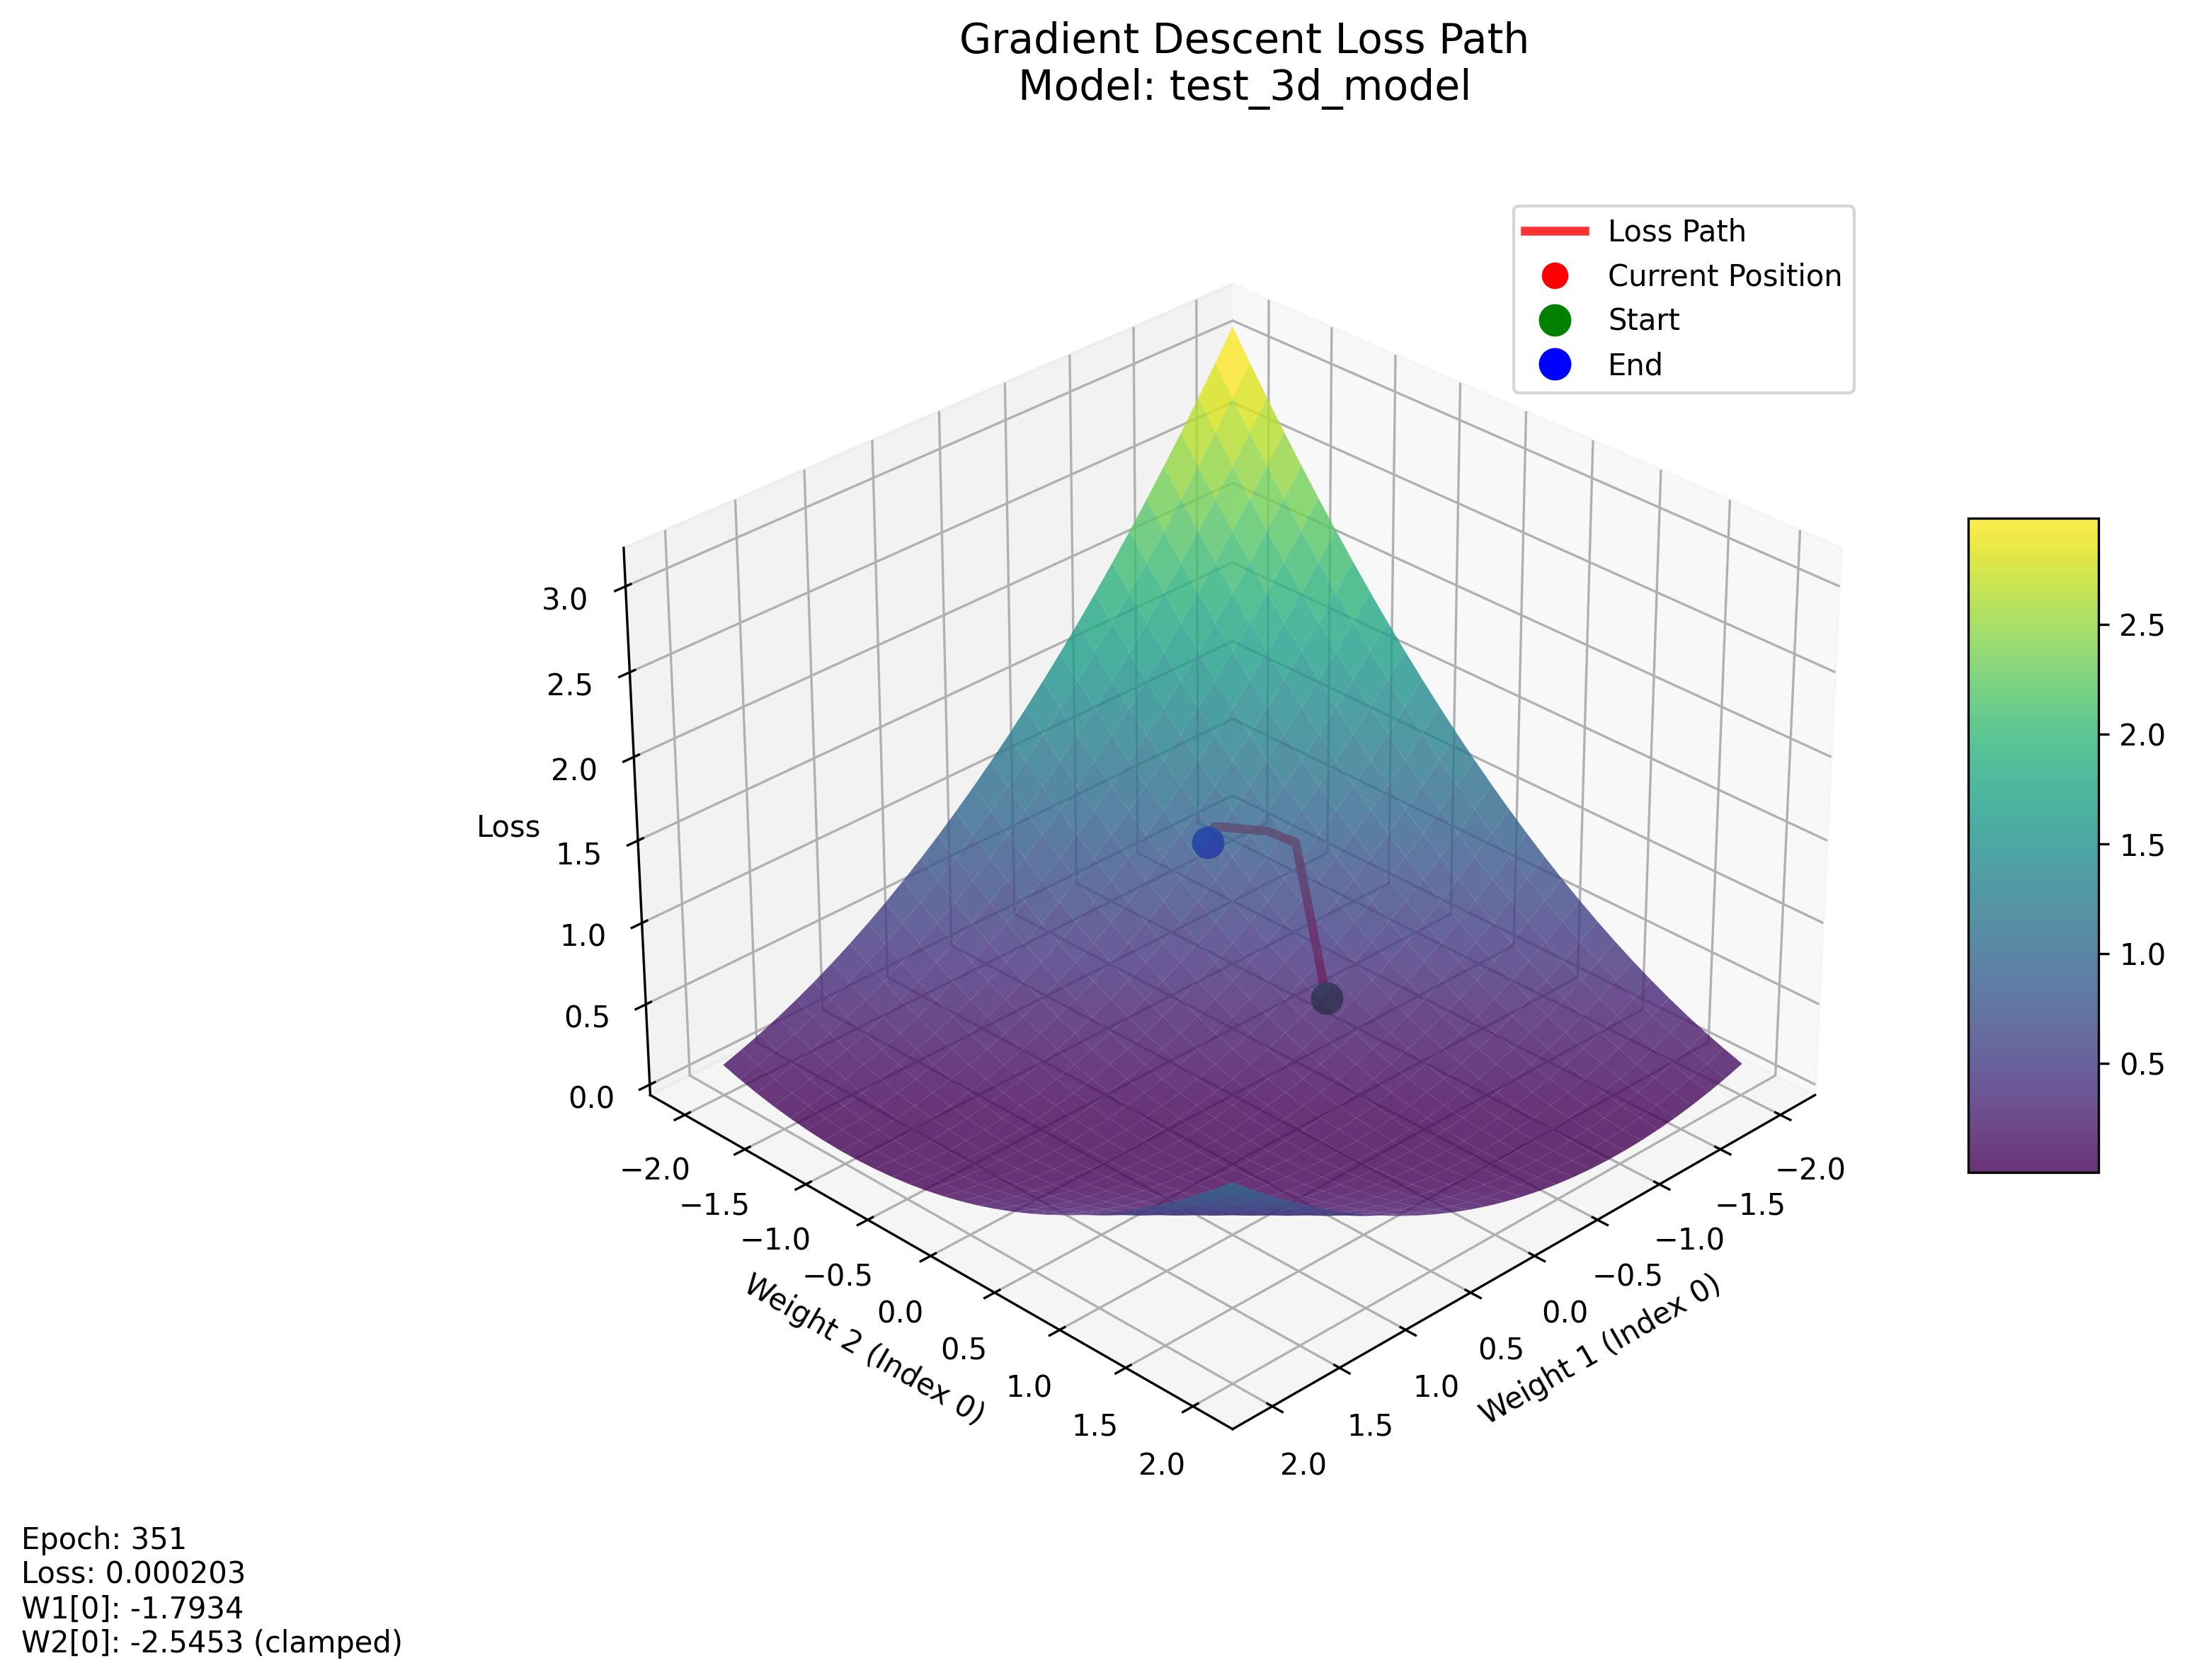 Gradient Descent Loss Path
Model: test_3d_model
Loss Path
Current Position
Start
End
3.0
2.5
2.0
1.5
1.0
0.5
0.0
Loss
−2.0
−1.5
−1.0
−0.5
0.0
0.5
1.0
1.5
2.0
Weight 2 (Index 0)
−2.0
−1.5
−1.0
−0.5
0.0
0.5
1.0
1.5
2.0
Weight 1 (Index 0)
2.5
2.0
1.5
1.0
0.5
Epoch: 351
Loss: 0.000203
W1[0]: -1.7934
W2[0]: -2.5453 (clamped)